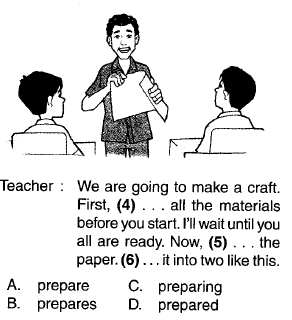 Teacher : We are going to make a craft.
First, (4) . . . all the materials
before you start. I'll wait until you
all are ready. Now, (5) . . . the
paper. (6) . . . it into two like this.
A. prepare C. preparing
B. prepares D. prepared